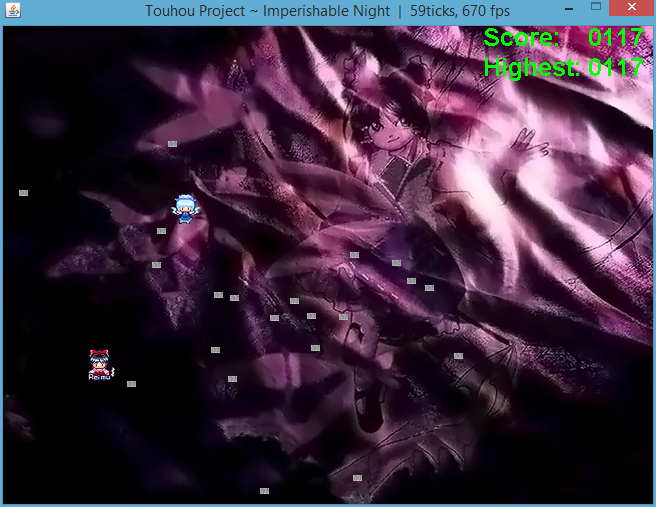 Touhou Project ~ Imperishable Night | 59ticks, 670 fps
Score: 0117
Highest: 0117
Reimu